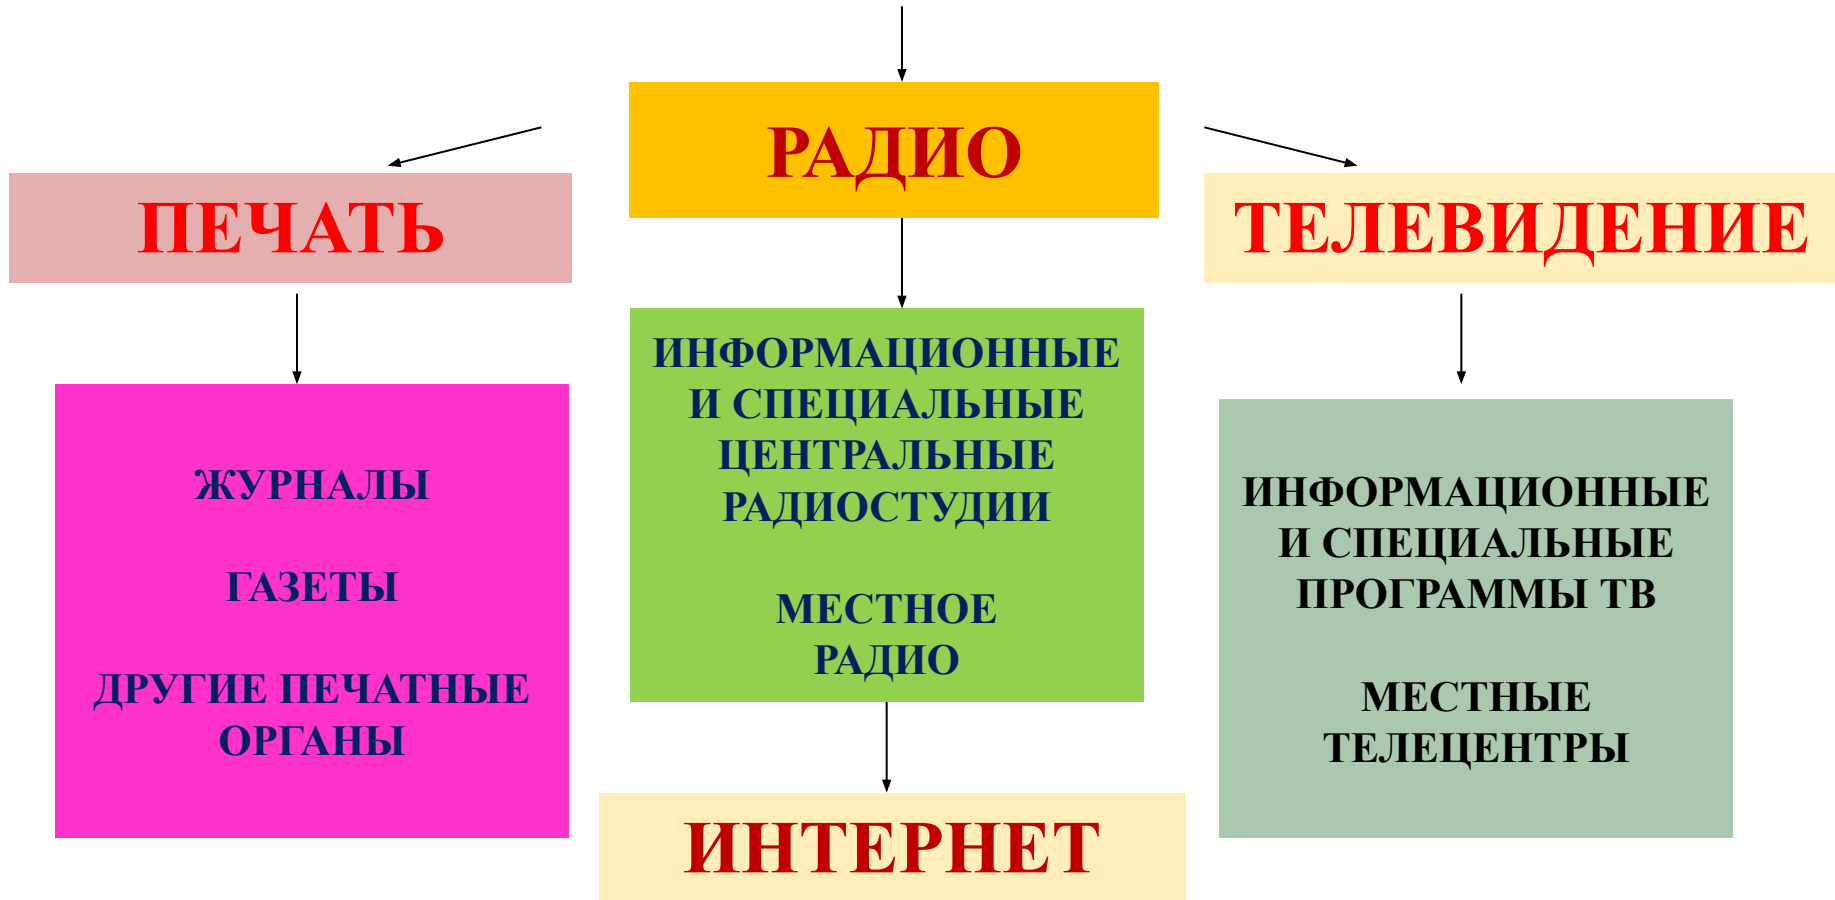 РАДИО
ПЕЧАТЬ
ТЕЛЕВИДЕНИЕ
ЖУРНАЛЫ
ГАЗЕТЫ
ДРУГИЕ ПЕЧАТНЫЕ
ОРГАНЫ
ИНФОРМАЦИОННЫЕ
И СПЕЦИАЛЬНЫЕ
ЦЕНТРАЛЬНЫЕ
РАДИОСТУДИИ
МЕСТНОЕ
РАДИО
ИНФОРМАЦИОННЫЕ
И СПЕЦИАЛЬНЫЕ
ПРОГРАММЫ ТВ
МЕСТНЫЕ
ТЕЛЕЦЕНТРЫ
ИНТЕРНЕТ